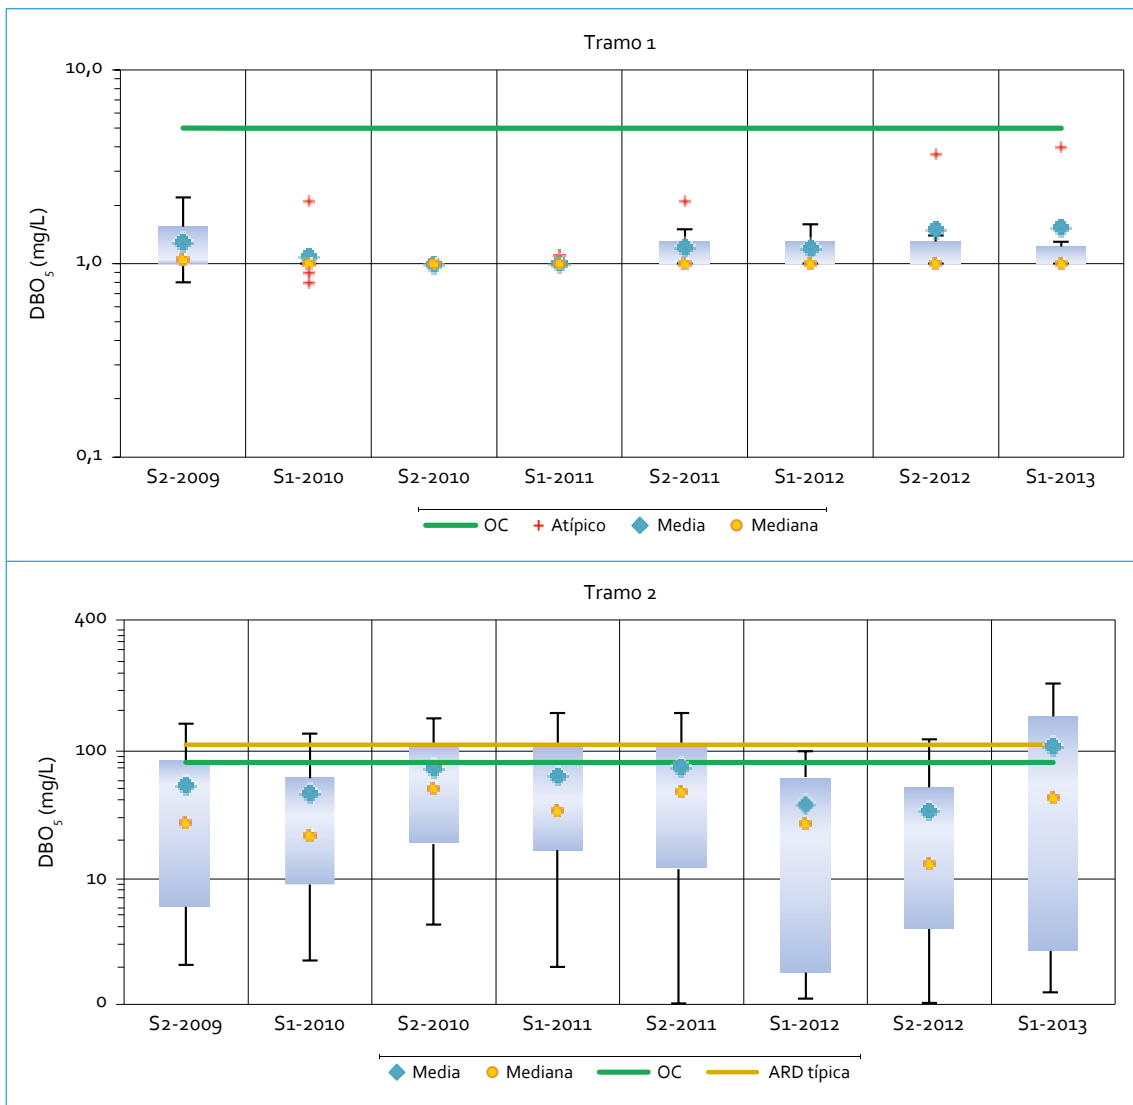 Tramo 1
10,0
1,0
0,1
DBO5 (mg/L)
S2-2009 S1-2010 S2-2010 S1-2011 S2-2011 S1-2012 S2-2012 S1-2013
OC Atípico Media Mediana
Tramo 2
400
100
10
0
DBO5 (mg/L)
S2-2009 S1-2010 S2-2010 S1-2011 S2-2011 S1-2012 S2-2012 S1-2013
Media Mediana OC ARD típica